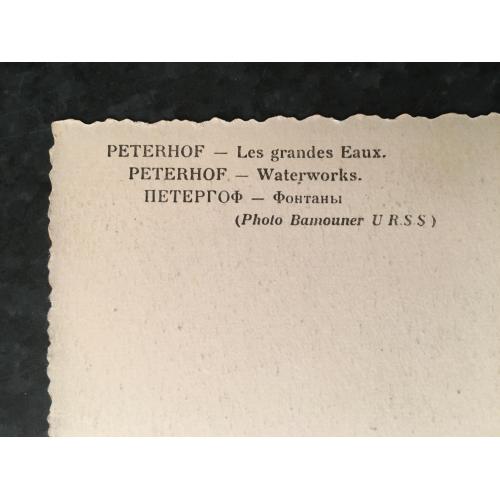 PETERHOF — Les grandes Eaux.
PETERHOF — Waterworks.
ПЕТЕРГОФ — Фонтаны
(Photo Bamouner U R.S.S )